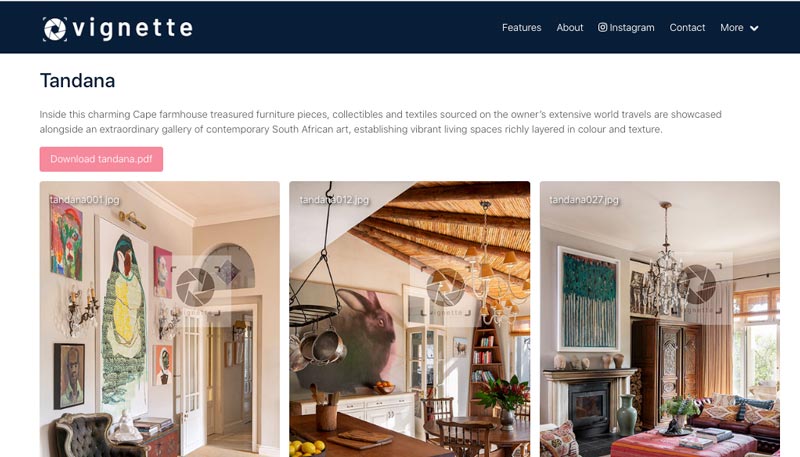 vignette
Features About Instagram Contact More
Tandana
Inside this charming Cape farmhouse treasured furniture pieces, collectibles and textiles sourced on the owner's extensive world travels are showcased
alongside an extraordinary gallery of contemporary South African art, establishing vibrant living spaces richly layered in colour and texture.
Download tandana.pdf
tandana001.jpg
tandana012.jpg
tandana027.jpg
vignette
vignette
vignette